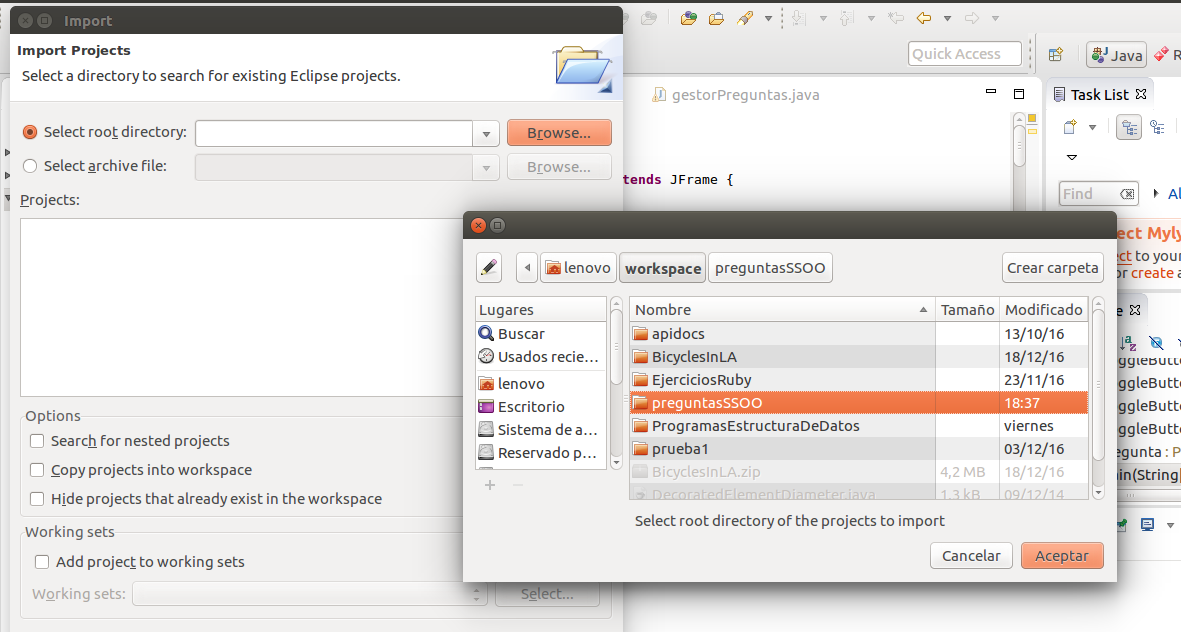 Import
Import Projects
Select a directory to search for existing Eclipse projects.
Select root directory:
Browse...
Select archive file:
Browse...
Projects:
Options
Search for nested projects
Copy projects into workspace
Hide projects that already exist in the workspace
Working sets
Add project to working sets
Working sets:
Select...
Quick Access
Java
R
gestorPreguntas.java
tends JFrame {
Task List
Find
Al
ect Myly
ect to your
or create a
lenovo
workspace
preguntasSSOO
Crear carpeta
Lugares
Buscar
Usados recie...
lenovo
Escritorio
Sistema de a...
Reservado p...
Nombre Tamaño Modificado
apidocs 13/10/16
BicyclesInLA 18/12/16
EjerciciosRuby 23/11/16
preguntasSSOO 18:37
ProgramasEstructuraDeDatos viernes
prueba1 03/12/16
BicyclesInLA.zip 4,2 MB 18/12/16
DecoratedElementDiameter.java 1,3 kB 09/12/14
Select root directory of the projects to import
Cancelar
Aceptar
e
ggleButto
ggleButto
ggleButto
ggleButto
egunta : P
ain(String[